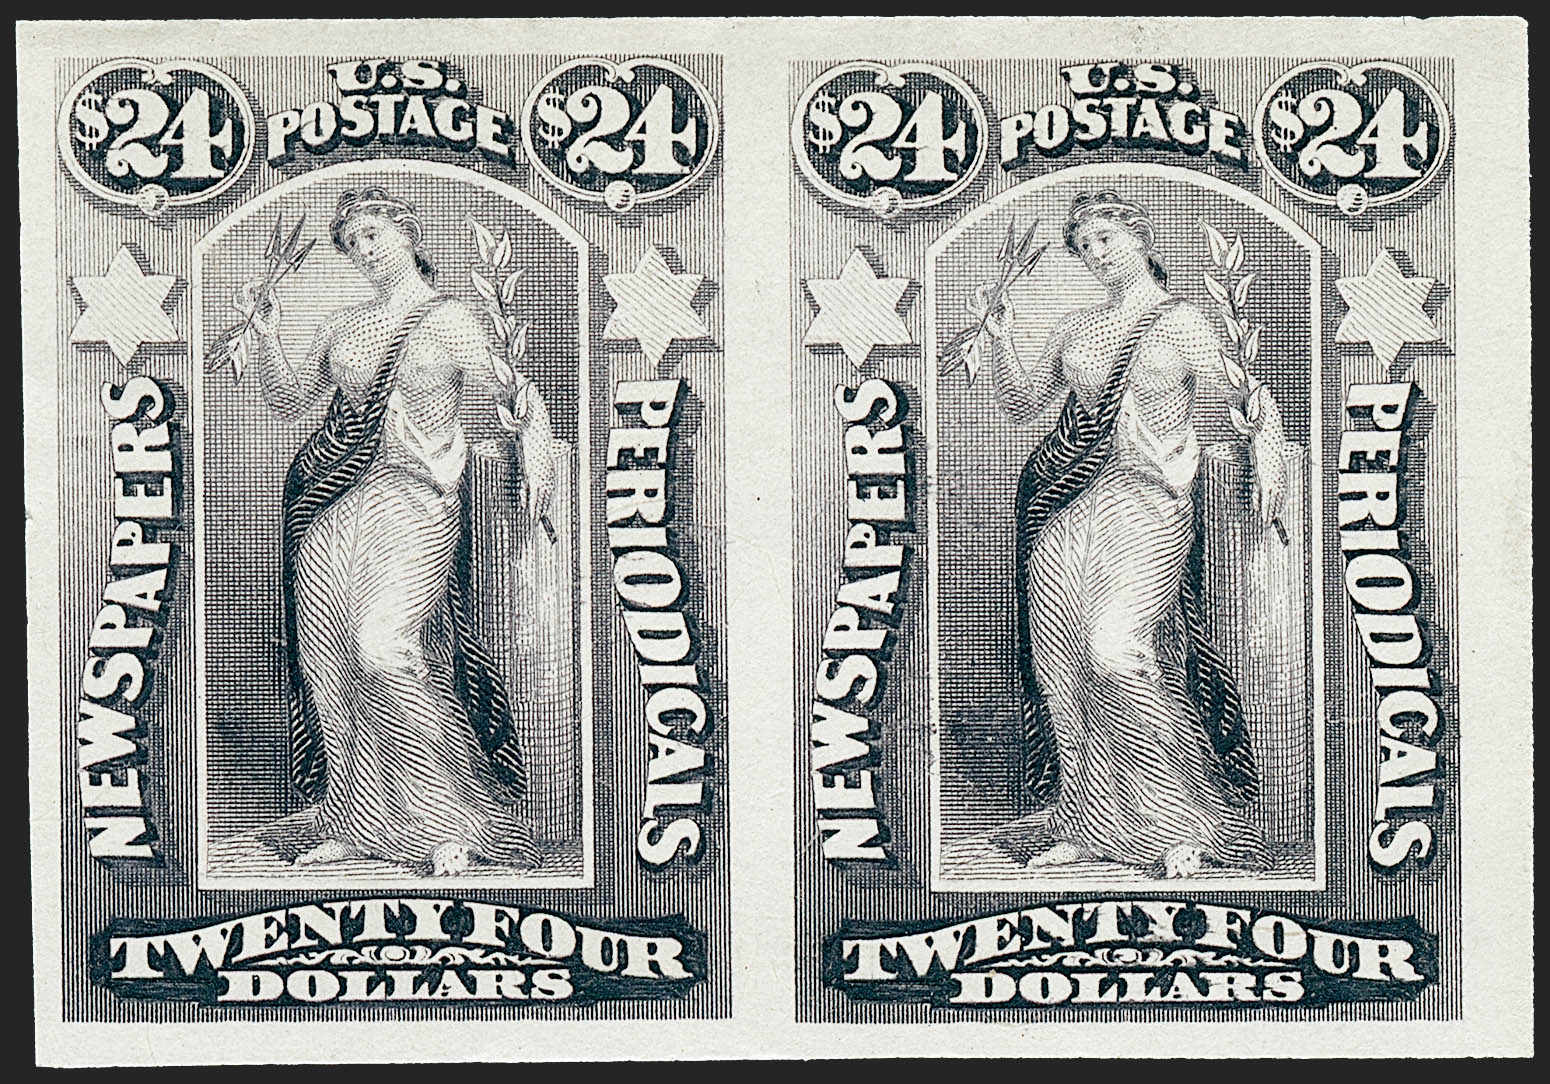 $24 U.S. POSTAGE $24
NEWSPAPERS
PERIODICALS
TWENTY FOUR
DOLLARS
$24 U.S. POSTAGE $24
NEWSPAPERS
PERIODICALS
TWENTY FOUR
DOLLARS